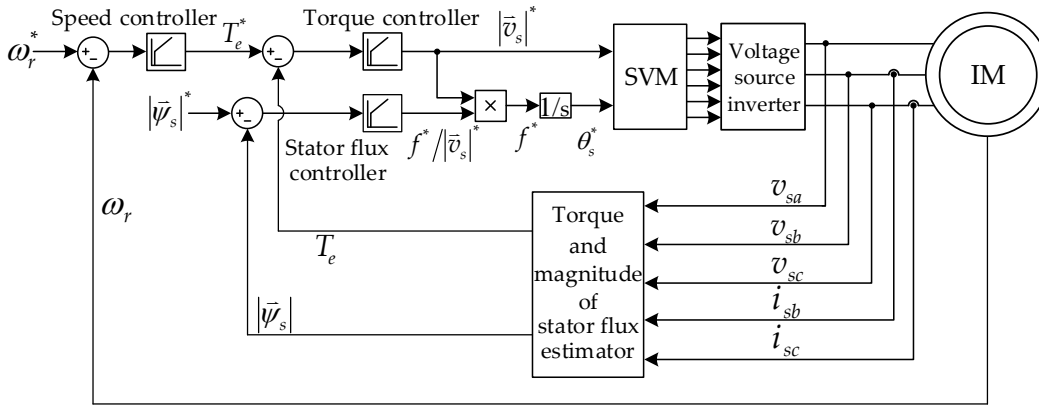 Speed controller
Torque controller
ω_r^*
+
−
T_e^*
+
−
|v⃗_s|^*
SVM
Voltage
source
inverter
IM
|ψ⃗_s|^*
+
−
×
1/s
Stator flux
controller
f^*/|v⃗_s|^*
f^*
θ_s^*
ω_r
T_e
|ψ⃗_s|
Torque
and
magnitude
of
stator flux
estimator
v_sa
v_sb
v_sc
i_sb
i_sc